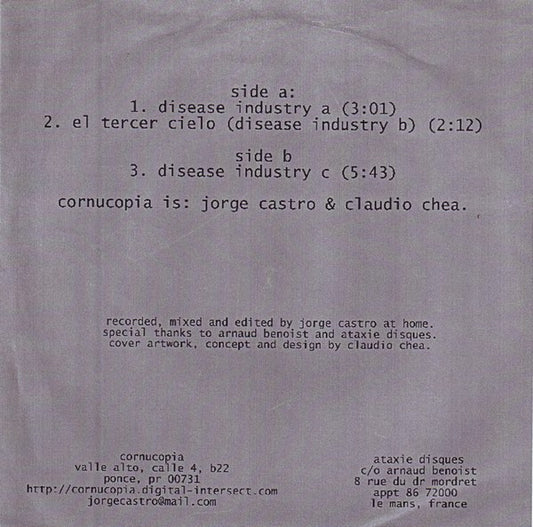 side a:
1. disease industry a (3:01)
2. el tercer cielo (disease industry b) (2:12)
side b
3. disease industry c (5:43)
cornucopia is: jorge castro & claudio chea.
recorded, mixed and edited by jorge castro at home.
special thanks to arnaud benoist and ataxie disques.
cover artwork, concept and design by claudio chea.
cornucopia
valle alto, calle 4, b22
ponce, pr 00731
http://cornucopia.digital-intersect.com
jorgecastro@mail.com
ataxie disques
c/o arnaud benoist
8 rue du dr mordret
appt 86 72000
le mans, france